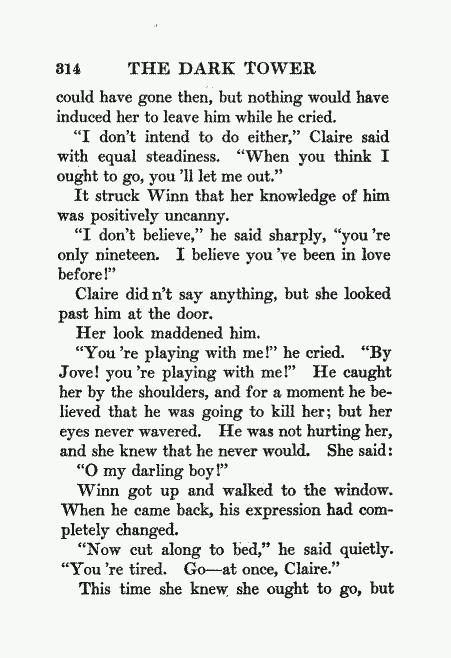 314 THE DARK TOWER
could have gone then, but nothing would have
induced her to leave him while he cried.
"I don't intend to do either," Claire said
with equal steadiness. "When you think I
ought to go, you 'll let me out."
It struck Winn that her knowledge of him
was positively uncanny.
"I don't believe," he said sharply, "you 're
only nineteen. I believe you 've been in love
before!"
Claire didn't say anything, but she looked
past him at the door.
Her look maddened him.
"You 're playing with me!" he cried. "By
Jove! you 're playing with me!" He caught
her by the shoulders, and for a moment he be-
lieved that he was going to kill her; but her
eyes never wavered. He was not hurting her,
and she knew that he never would. She said:
"O my darling boy!"
Winn got up and walked to the window.
When he came back, his expression had com-
pletely changed.
"Now cut along to bed," he said quietly.
"You 're tired. Go—at once, Claire."
This time she knew she ought to go, but